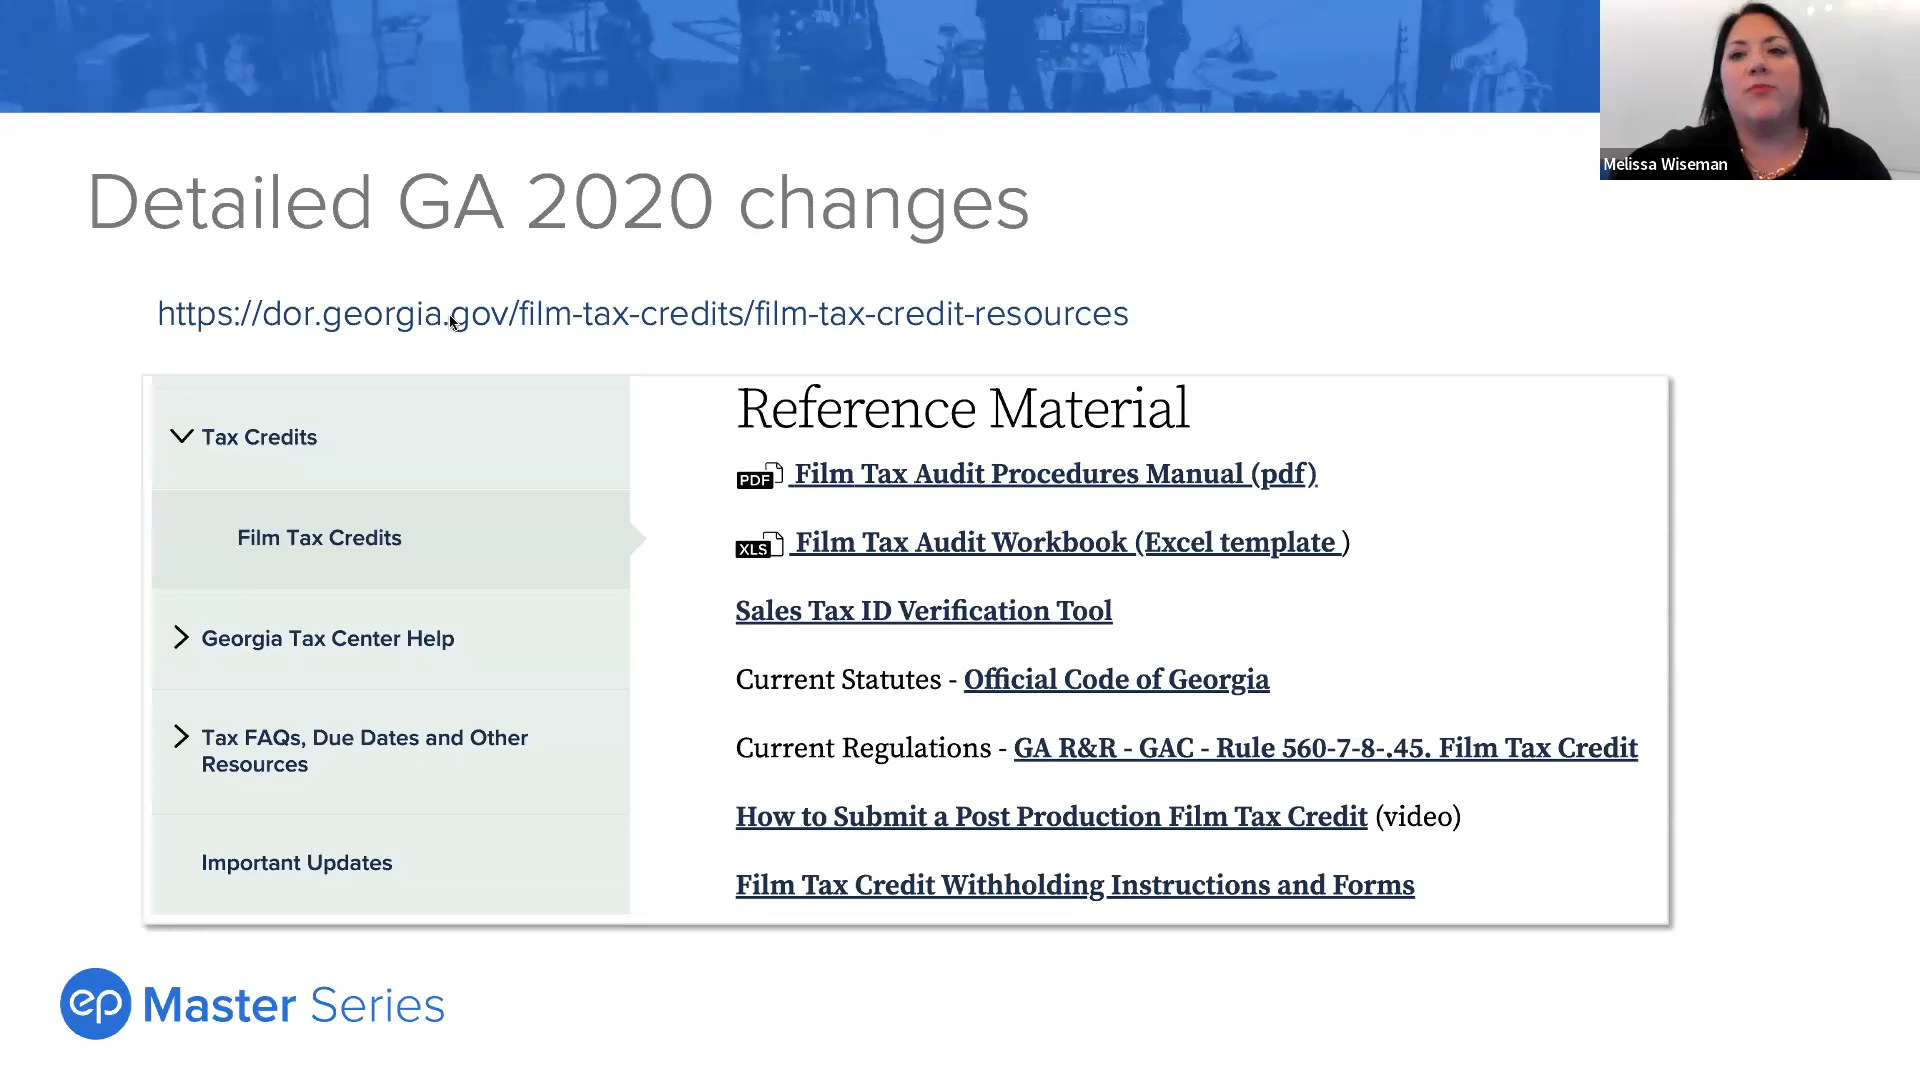 Melissa Wiseman
Detailed GA 2020 changes
https://dor.georgia.gov/film-tax-credits/film-tax-credit-resources
Tax Credits
Film Tax Credits
Georgia Tax Center Help
Tax FAQs, Due Dates and Other
Resources
Important Updates
Reference Material
PDF Film Tax Audit Procedures Manual (pdf)
XLS Film Tax Audit Workbook (Excel template )
Sales Tax ID Verification Tool
Current Statutes - Official Code of Georgia
Current Regulations - GA R&R - GAC - Rule 560-7-8-.45. Film Tax Credit
How to Submit a Post Production Film Tax Credit (video)
Film Tax Credit Withholding Instructions and Forms
ep Master Series